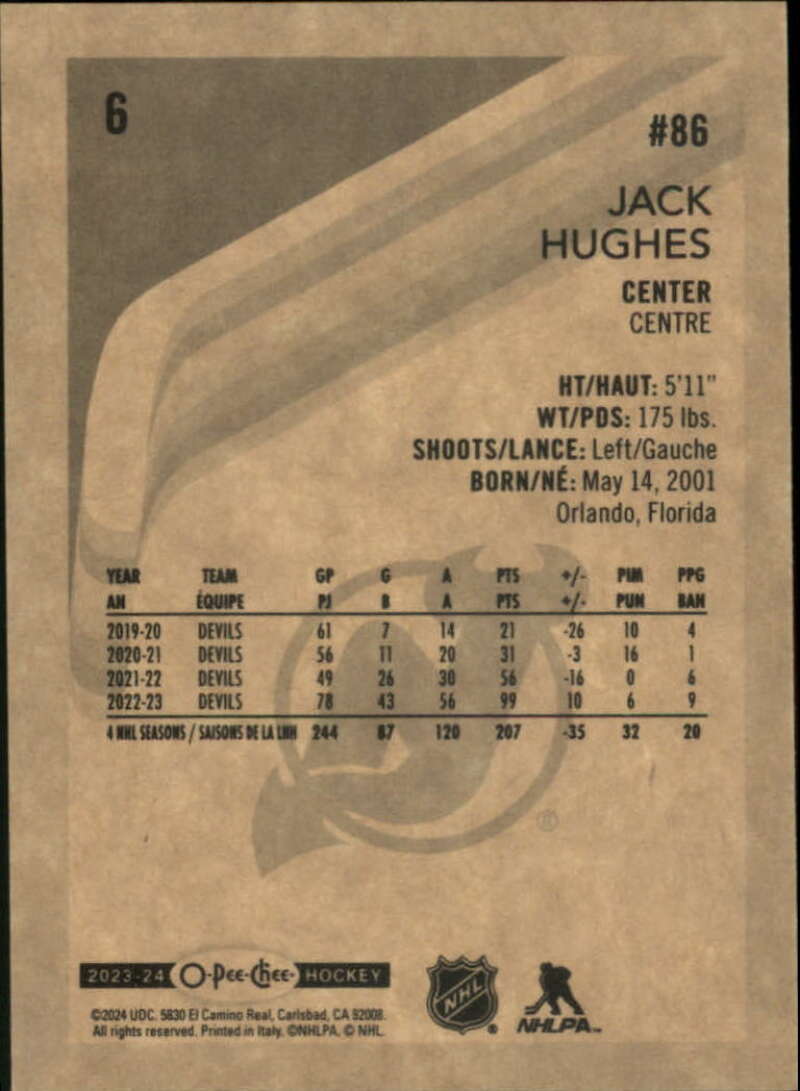 6
#86
JACK
HUGHES
CENTER
CENTRE
HT/HAUT: 5'11"
WT/PDS: 175 lbs.
SHOOTS/LANCE: Left/Gauche
BORN/NÉ: May 14, 2001
Orlando, Florida
YEAR TEAM GP G A PTS +/- PIM PPG
AN ÉQUIPE PJ B A PTS +/- PUN BAN
2019-20 DEVILS 61 7 14 21 -26 10 4
2020-21 DEVILS 56 11 20 31 -3 16 1
2021-22 DEVILS 49 26 30 56 -16 0 6
2022-23 DEVILS 78 43 56 99 10 6 9
4 NHL SEASONS / SAISONS DE LA LNH 244 87 120 207 -35 32 20
®
2023-24 O-Pee-Chee HOCKEY
©2024 UDC. 5830 El Camino Real, Carlsbad, CA 92008.
All rights reserved. Printed in Italy. ©NHLPA. © NHL.
NHL ®
NHLPA™